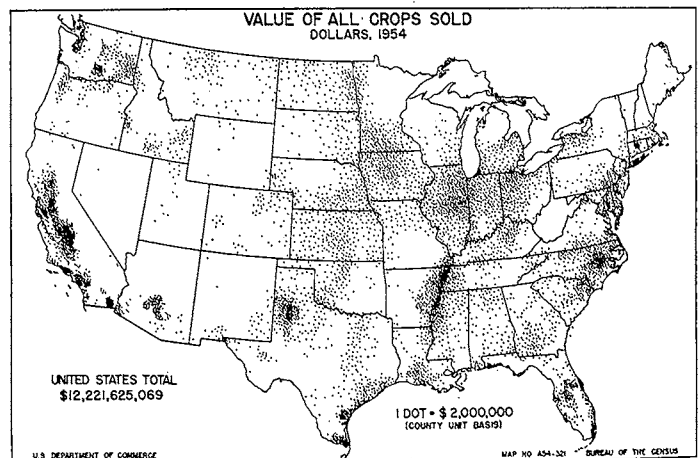 VALUE OF ALL CROPS SOLD
DOLLARS, 1954
UNITED STATES TOTAL
$12,221,625,069
1 DOT = $2,000,000
(COUNTY UNIT BASIS)
U.S. DEPARTMENT OF COMMERCE
MAP NO A54-321 BUREAU OF THE CENSUS